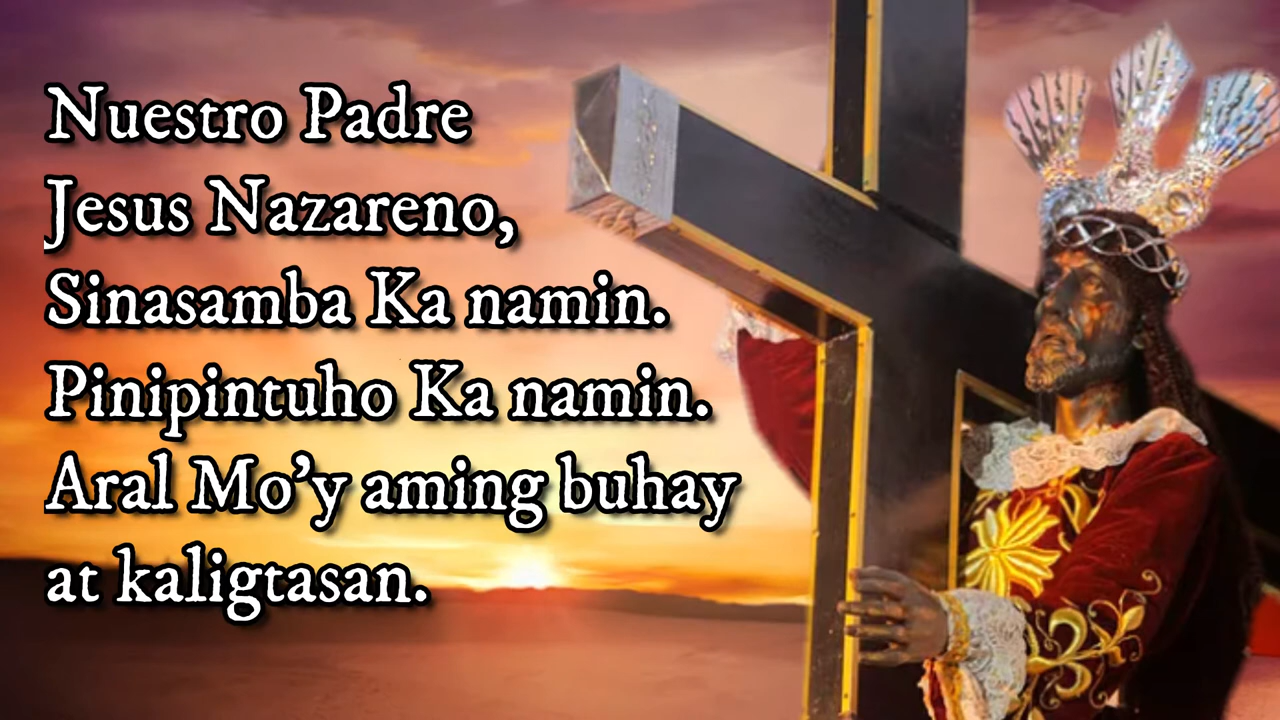 Nuestro Padre
Jesus Nazareno,
Sinasamba Ka namin.
Pinipintuho Ka namin.
Aral Mo’y aming buhay
at kaligtasan.